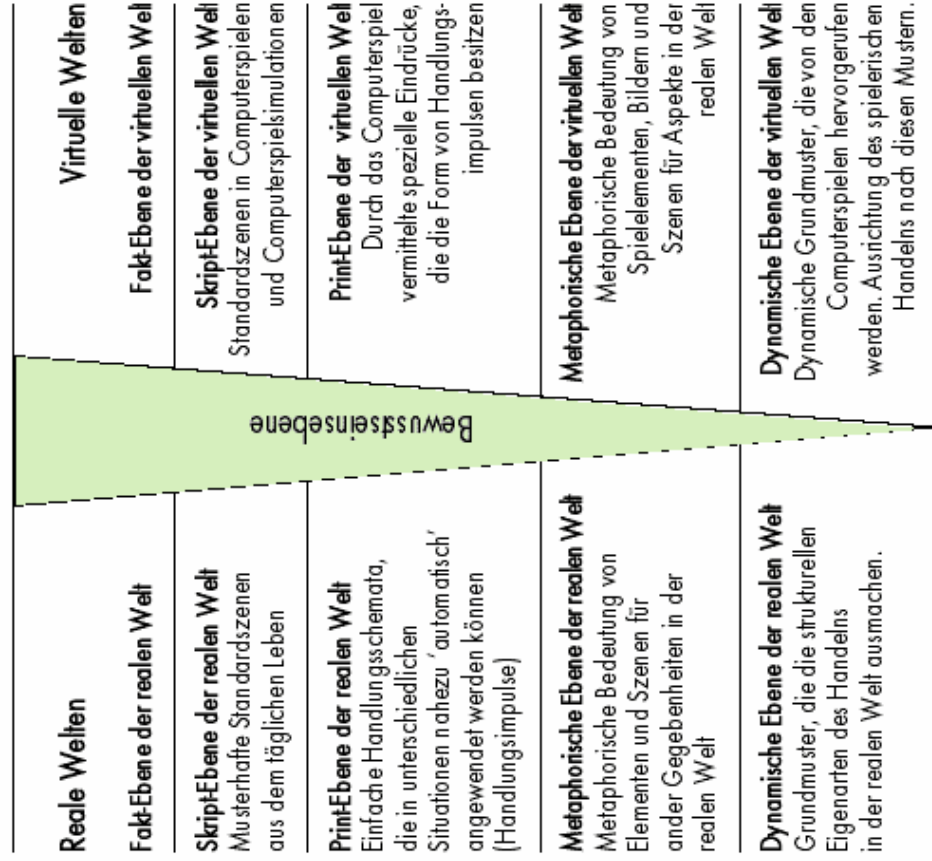 Reale Welten
Virtuelle Welten
Fakt-Ebene der realen Welt
Fakt-Ebene der virtuellen Wel
Skript-Ebene der realen Welt
Musterhafte Standardszenen
aus dem täglichen Leben
Skript-Ebene der virtuellen Wel
Standardszenen in Computerspielen
und Computerspielsimulationen
Print-Ebene der realen Welt
Einfache Handlungsschemata,
die in unterschiedlichen
Situationen nahezu ‘automatisch’
angewendet werden können
(Handlungsimpulse)
Print-Ebene der virtuellen Wel
Durch das Computerspiel
vermittelte spezielle Eindrücke,
die die Form von Handlungs-
impulsen besitzen
Metaphorische Ebene der realen Welt
Metaphorische Bedeutung von
Elementen und Szenen für
ander Gegebenheiten in der
realen Welt
Metaphorische Ebene der virtuellen Wel
Metaphorische Bedeutung von
Spielelementen, Bildern und
Szenen für Aspekte in der
realen Welt
Dynamische Ebene der realen Welt
Grundmuster, die die strukturellen
Eigenarten des Handelns
in der realen Welt ausmachen.
Dynamische Ebene der virtuellen Wel
Dynamische Grundmuster, die von den
Computerspielen hervorgerufen
werden. Ausrichtung des spielerischen
Handelns nach diesen Mustern.
Bewusstseinsebene